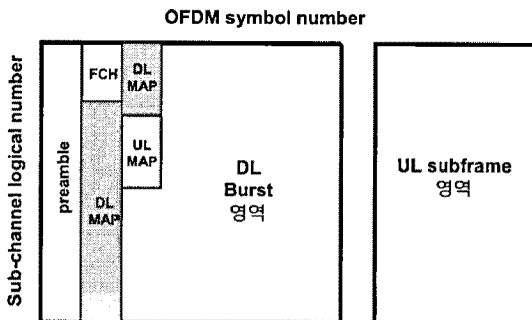 OFDM symbol number
Sub-channel logical number
preamble
FCH
DL
MAP
DL
MAP
UL
MAP
DL
Burst
영역
UL subframe
영역